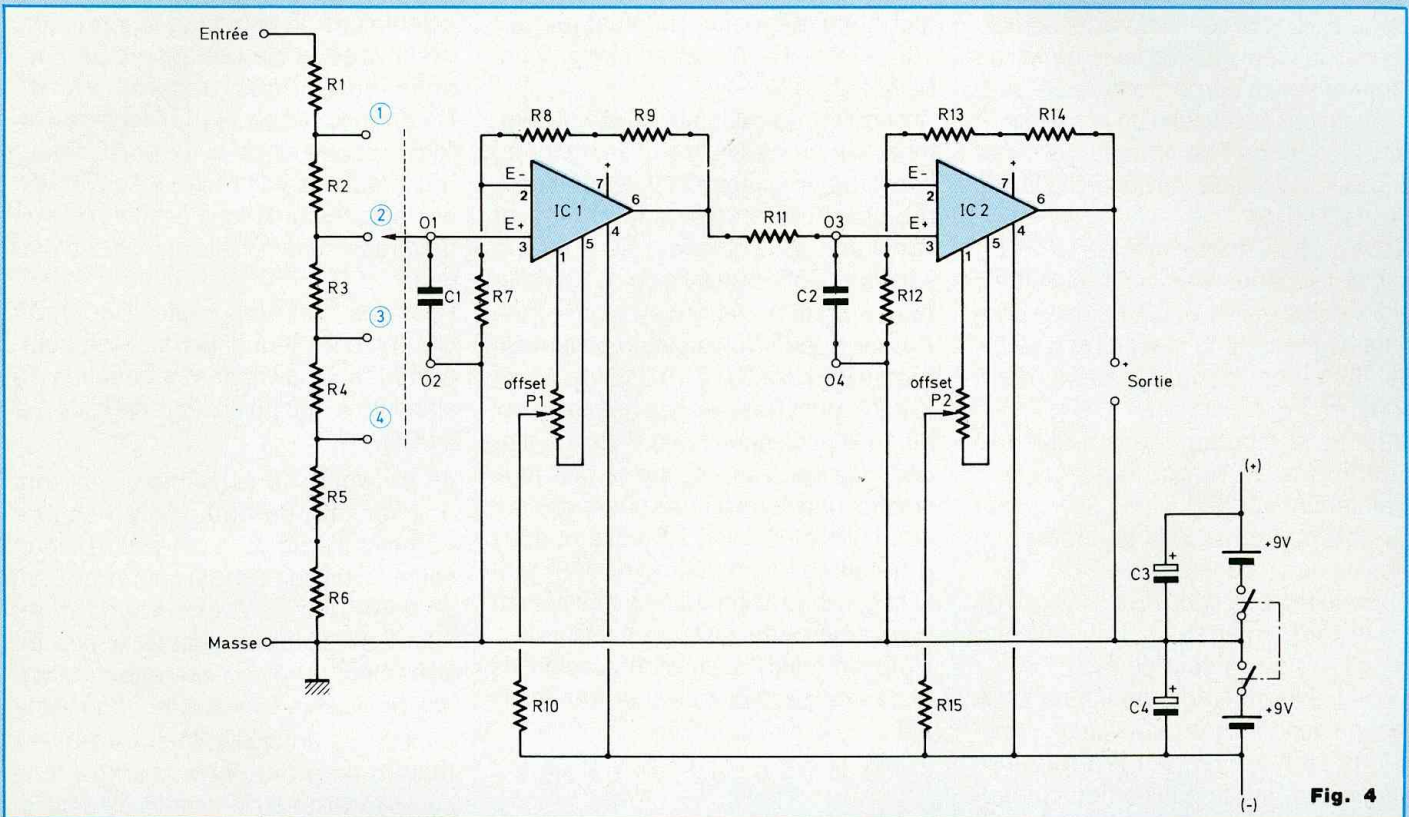 Entrée
R1
①
R2
②
R3
③
R4
④
R5
R6
Masse
R8
R9
E-
2
E+
3
IC 1
7
+
6
4
5
1
O1
C1
O2
R7
offset
P1
R10
R11
R13
R14
E-
2
E+
3
IC 2
7
+
6
4
5
1
O3
C2
O4
R12
offset
P2
R15
+
Sortie
(+)
+9V
C3
+
C4
+
+9V
(-)
Fig. 4